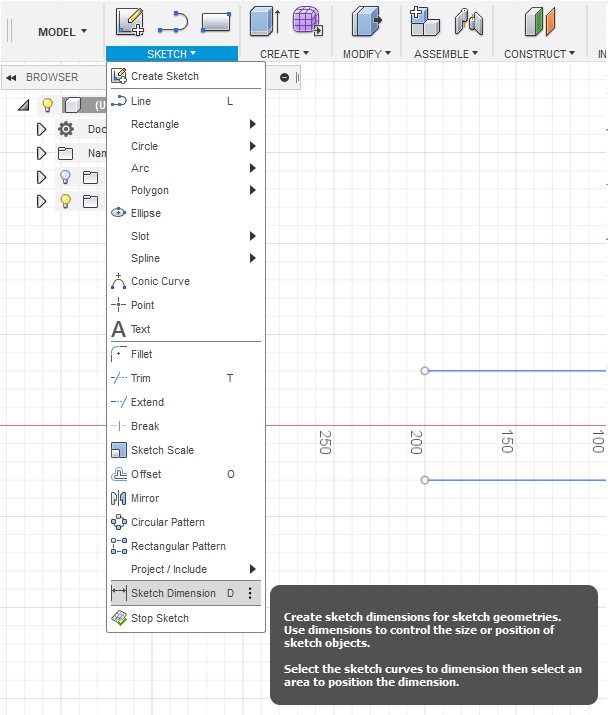 MODEL
SKETCH
CREATE
MODIFY
ASSEMBLE
CONSTRUCT
IN
BROWSER
(U
Doc
Nan
Create Sketch
Line L
Rectangle
Circle
Arc
Polygon
Ellipse
Slot
Spline
Conic Curve
Point
A Text
Fillet
Trim T
Extend
Break
Sketch Scale
Offset O
Mirror
Circular Pattern
Rectangular Pattern
Project / Include
Sketch Dimension D
Stop Sketch
250
200
150
100
Create sketch dimensions for sketch geometries.
Use dimensions to control the size or position of
sketch objects.
Select the sketch curves to dimension then select an
area to position the dimension.